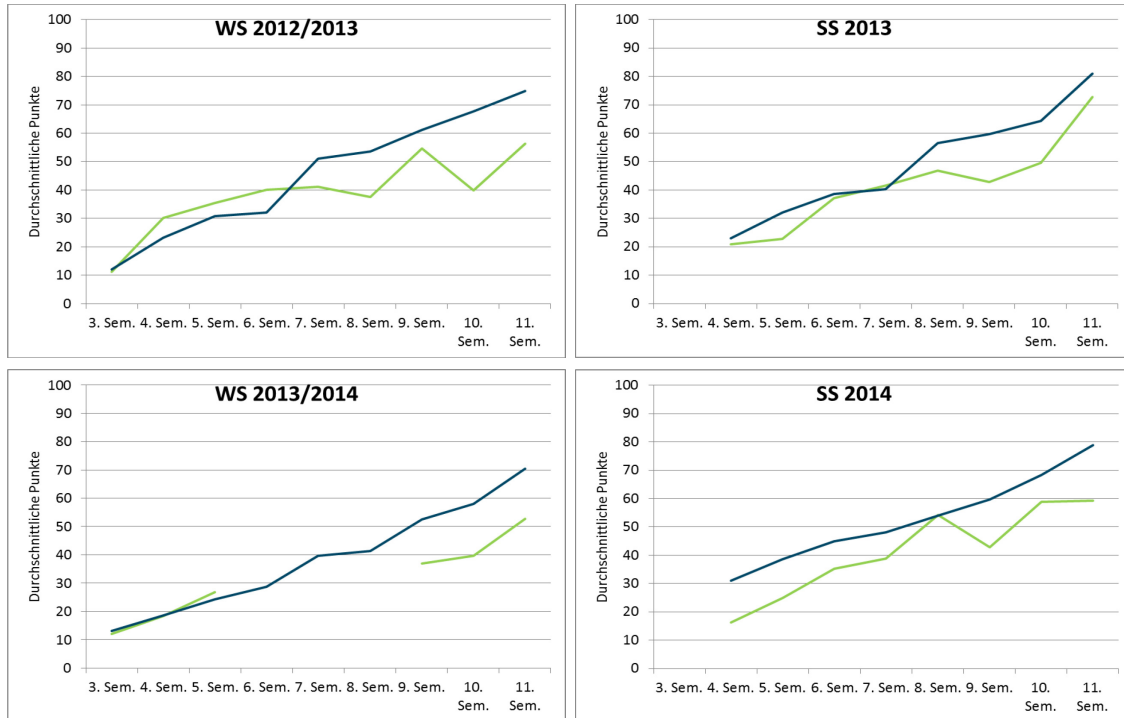 WS 2012/2013
Durchschnittliche Punkte
100
90
80
70
60
50
40
30
20
10
0
3. Sem. 4. Sem. 5. Sem. 6. Sem. 7. Sem. 8. Sem. 9. Sem. 10. 11.
Sem. Sem.
SS 2013
Durchschnittliche Punkte
100
90
80
70
60
50
40
30
20
10
0
3. Sem. 4. Sem. 5. Sem. 6. Sem. 7. Sem. 8. Sem. 9. Sem. 10. 11.
Sem. Sem.
WS 2013/2014
Durchschnittliche Punkte
100
90
80
70
60
50
40
30
20
10
0
3. Sem. 4. Sem. 5. Sem. 6. Sem. 7. Sem. 8. Sem. 9. Sem. 10. 11.
Sem. Sem.
SS 2014
Durchschnittliche Punkte
100
90
80
70
60
50
40
30
20
10
0
3. Sem. 4. Sem. 5. Sem. 6. Sem. 7. Sem. 8. Sem. 9. Sem. 10. 11.
Sem. Sem.